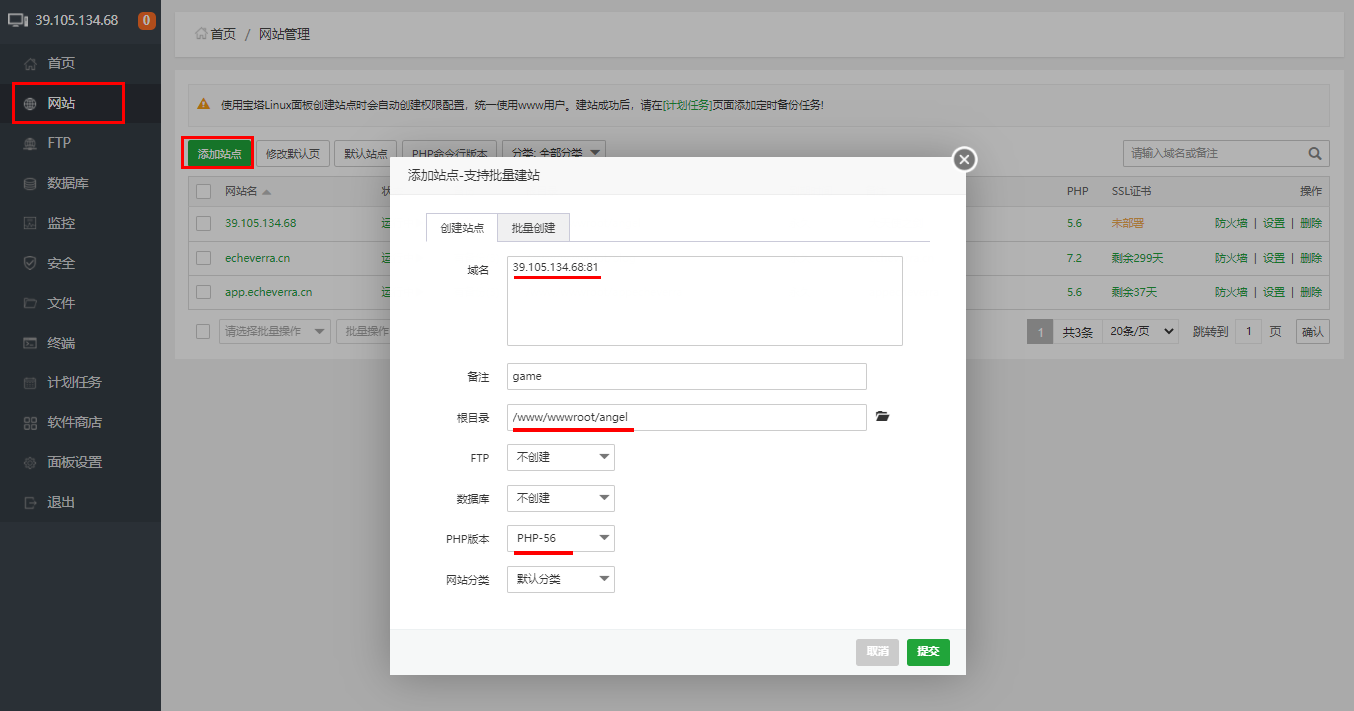 39.105.134.68 0
首页
网站
FTP
数据库
监控
安全
文件
终端
计划任务
软件商店
面板设置
退出
首页 / 网站管理
使用宝塔Linux面板创建站点时会自动创建权限配置，统一使用www用户。建站成功后，请在[计划任务]页面添加定时备份任务!
添加站点 修改默认页 默认站点 PHP命令行版本 分类: 全部分类 请输入域名或备注
网站名 PHP SSL证书 操作
39.105.134.68 运 5.6 未部署 防火墙 | 设置 | 删除
echeverra.cn 运 7.2 剩余299天 防火墙 | 设置 | 删除
app.echeverra.cn 运 5.6 剩余37天 防火墙 | 设置 | 删除
请选择批量操作 批量操作 1 共3条 20条/页 跳转到 1 页 确认
添加站点-支持批量建站
创建站点 批量创建
域名 39.105.134.68:81
备注 game
根目录 /www/wwwroot/angel
FTP 不创建
数据库 不创建
PHP版本 PHP-56
网站分类 默认分类
取消 提交